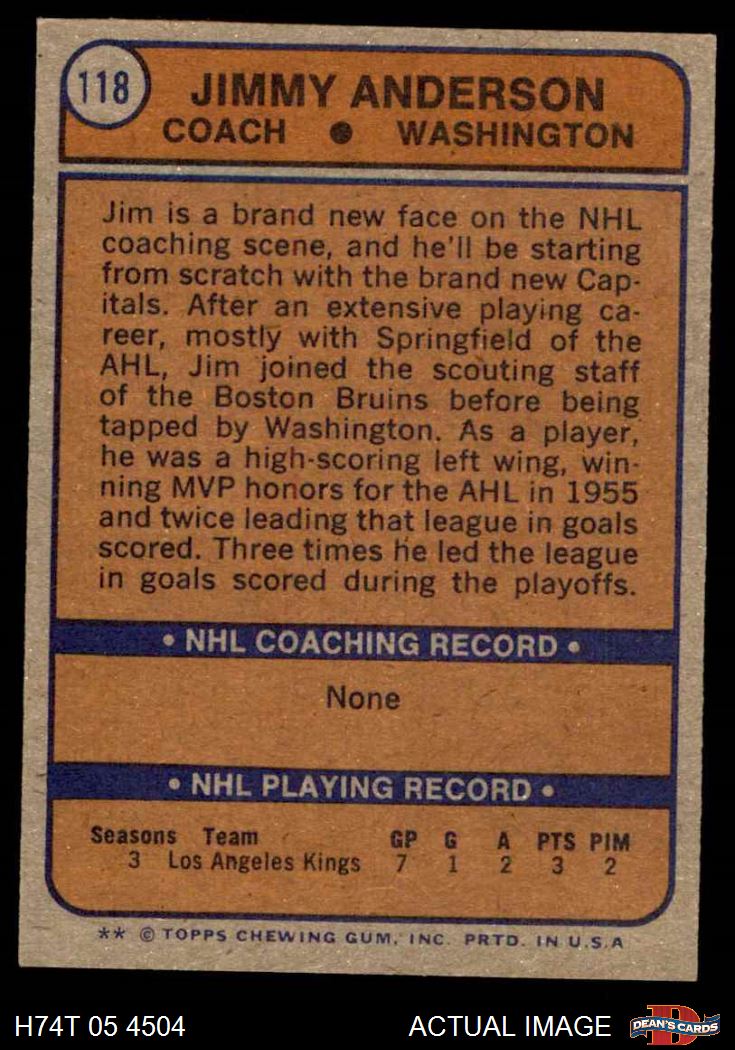 118
JIMMY ANDERSON
COACH ● WASHINGTON
Jim is a brand new face on the NHL
coaching scene, and he'll be starting
from scratch with the brand new Cap-
itals. After an extensive playing ca-
reer, mostly with Springfield of the
AHL, Jim joined the scouting staff
of the Boston Bruins before being
tapped by Washington. As a player,
he was a high-scoring left wing, win-
ning MVP honors for the AHL in 1955
and twice leading that league in goals
scored. Three times he led the league
in goals scored during the playoffs.
• NHL COACHING RECORD •
None
• NHL PLAYING RECORD •
Seasons Team GP G A PTS PIM
3 Los Angeles Kings 7 1 2 3 2
** © TOPPS CHEWING GUM, INC. PRTD. IN U.S.A
H74T 05 4504 ACTUAL IMAGE
D
DEAN'S CARDS